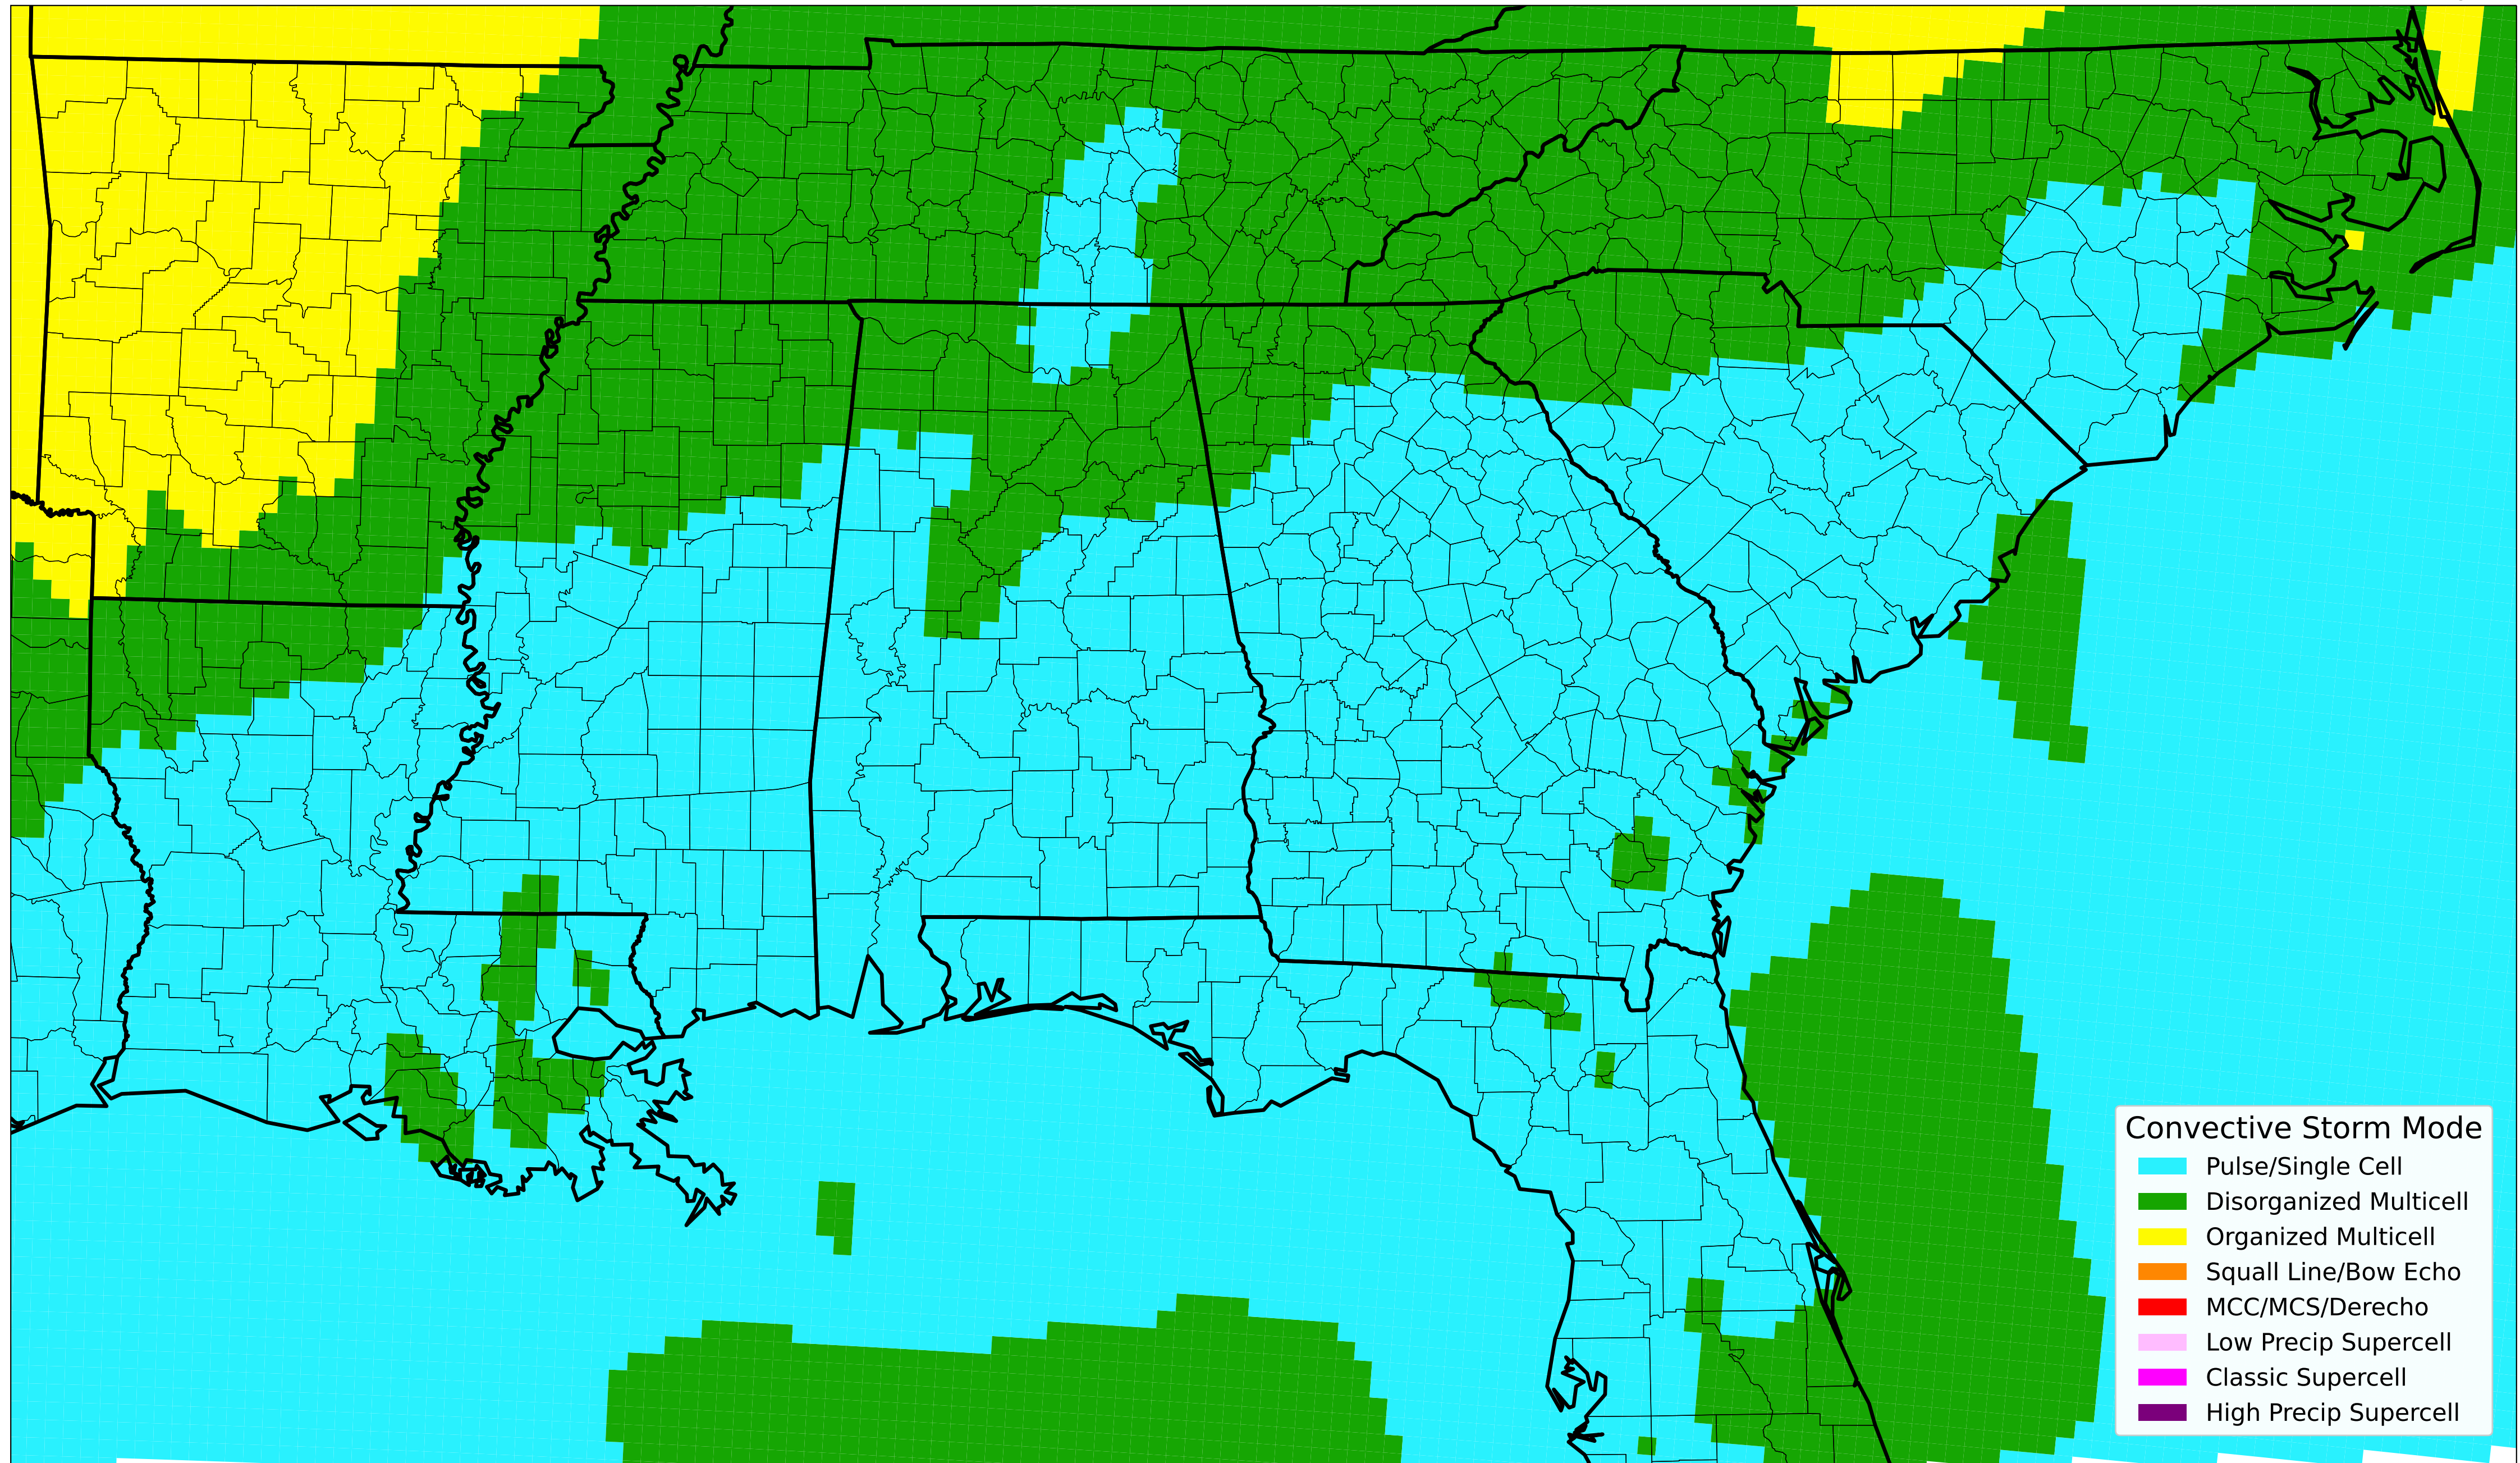 Convective Storm Mode
Pulse/Single Cell
Disorganized Multicell
Organized Multicell
Squall Line/Bow Echo
MCC/MCS/Derecho
Low Precip Supercell
Classic Supercell
High Precip Supercell